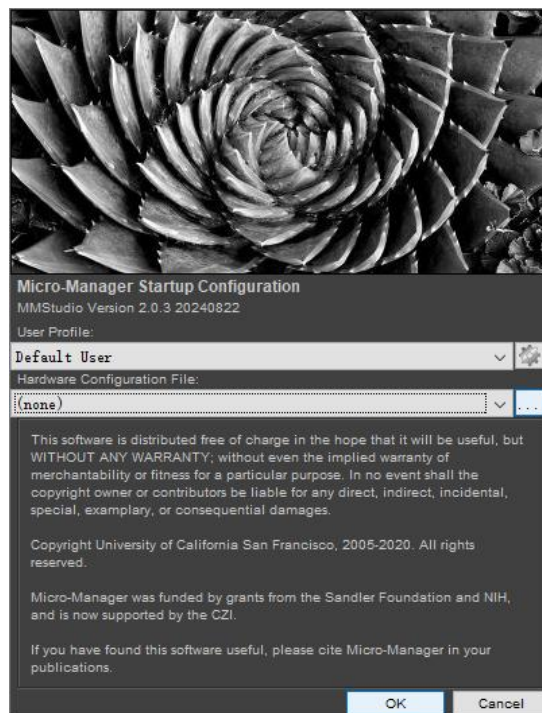 Micro-Manager Startup Configuration
MMStudio Version 2.0.3 20240822
User Profile:
Default User
Hardware Configuration File:
(none)
...
This software is distributed free of charge in the hope that it will be useful, but
WITHOUT ANY WARRANTY; without even the implied warranty of
merchantability or fitness for a particular purpose. In no event shall the
copyright owner or contributors be liable for any direct, indirect, incidental,
special, examplary, or consequential damages.
Copyright University of California San Francisco, 2005-2020. All rights
reserved.
Micro-Manager was funded by grants from the Sandler Foundation and NIH,
and is now supported by the CZI.
If you have found this software useful, please cite Micro-Manager in your
publications.
OK Cancel